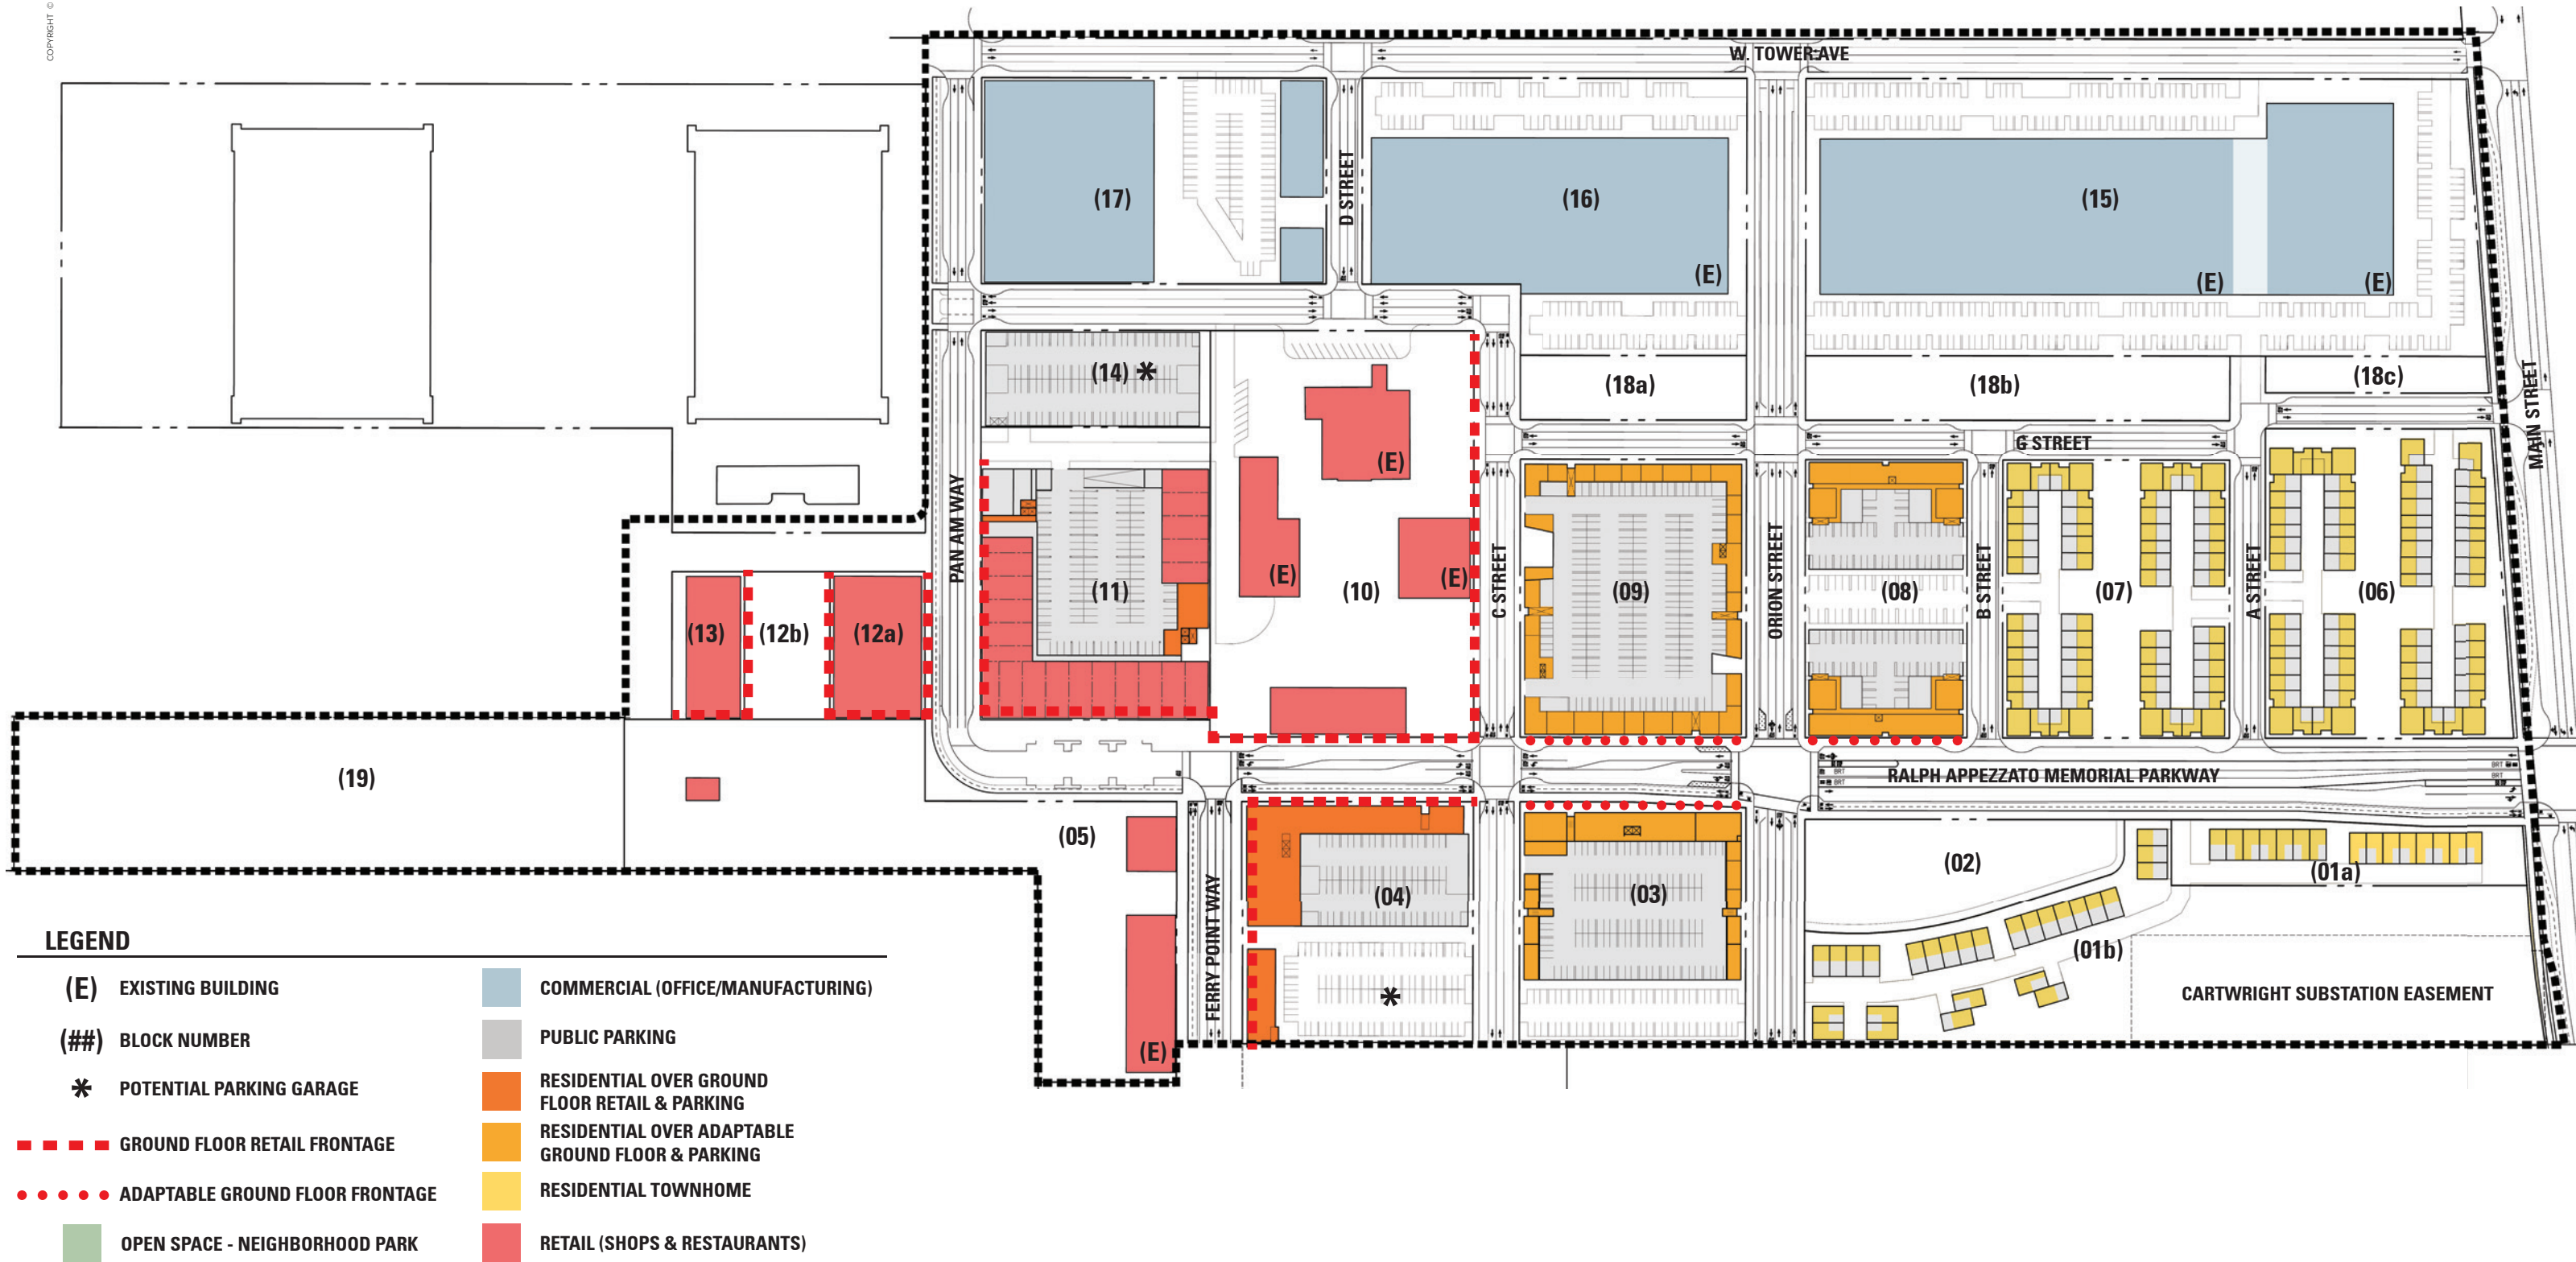 COPYRIGHT ©
W. TOWER AVE
(17)
D STREET
(16)
(E)
(15)
(E)
(E)
(14) *
(E)
(18a)
(18b)
(18c)
MAIN STREET
G STREET
PAN AM WAY
(11)
(E)
(10)
(E)
C STREET
(09)
ORION STREET
(08)
B STREET
(07)
A STREET
(06)
(13)
(12b)
(12a)
(19)
RALPH APPEZZATO MEMORIAL PARKWAY
BRT
BRT
BRT
BRT
(05)
FERRY POINT WAY
(04)
*
(03)
(02)
(01a)
(01b)
CARTWRIGHT SUBSTATION EASEMENT
(E)
LEGEND
(E) EXISTING BUILDING
(##) BLOCK NUMBER
* POTENTIAL PARKING GARAGE
GROUND FLOOR RETAIL FRONTAGE
ADAPTABLE GROUND FLOOR FRONTAGE
OPEN SPACE - NEIGHBORHOOD PARK
COMMERCIAL (OFFICE/MANUFACTURING)
PUBLIC PARKING
RESIDENTIAL OVER GROUND
FLOOR RETAIL & PARKING
RESIDENTIAL OVER ADAPTABLE
GROUND FLOOR & PARKING
RESIDENTIAL TOWNHOME
RETAIL (SHOPS & RESTAURANTS)